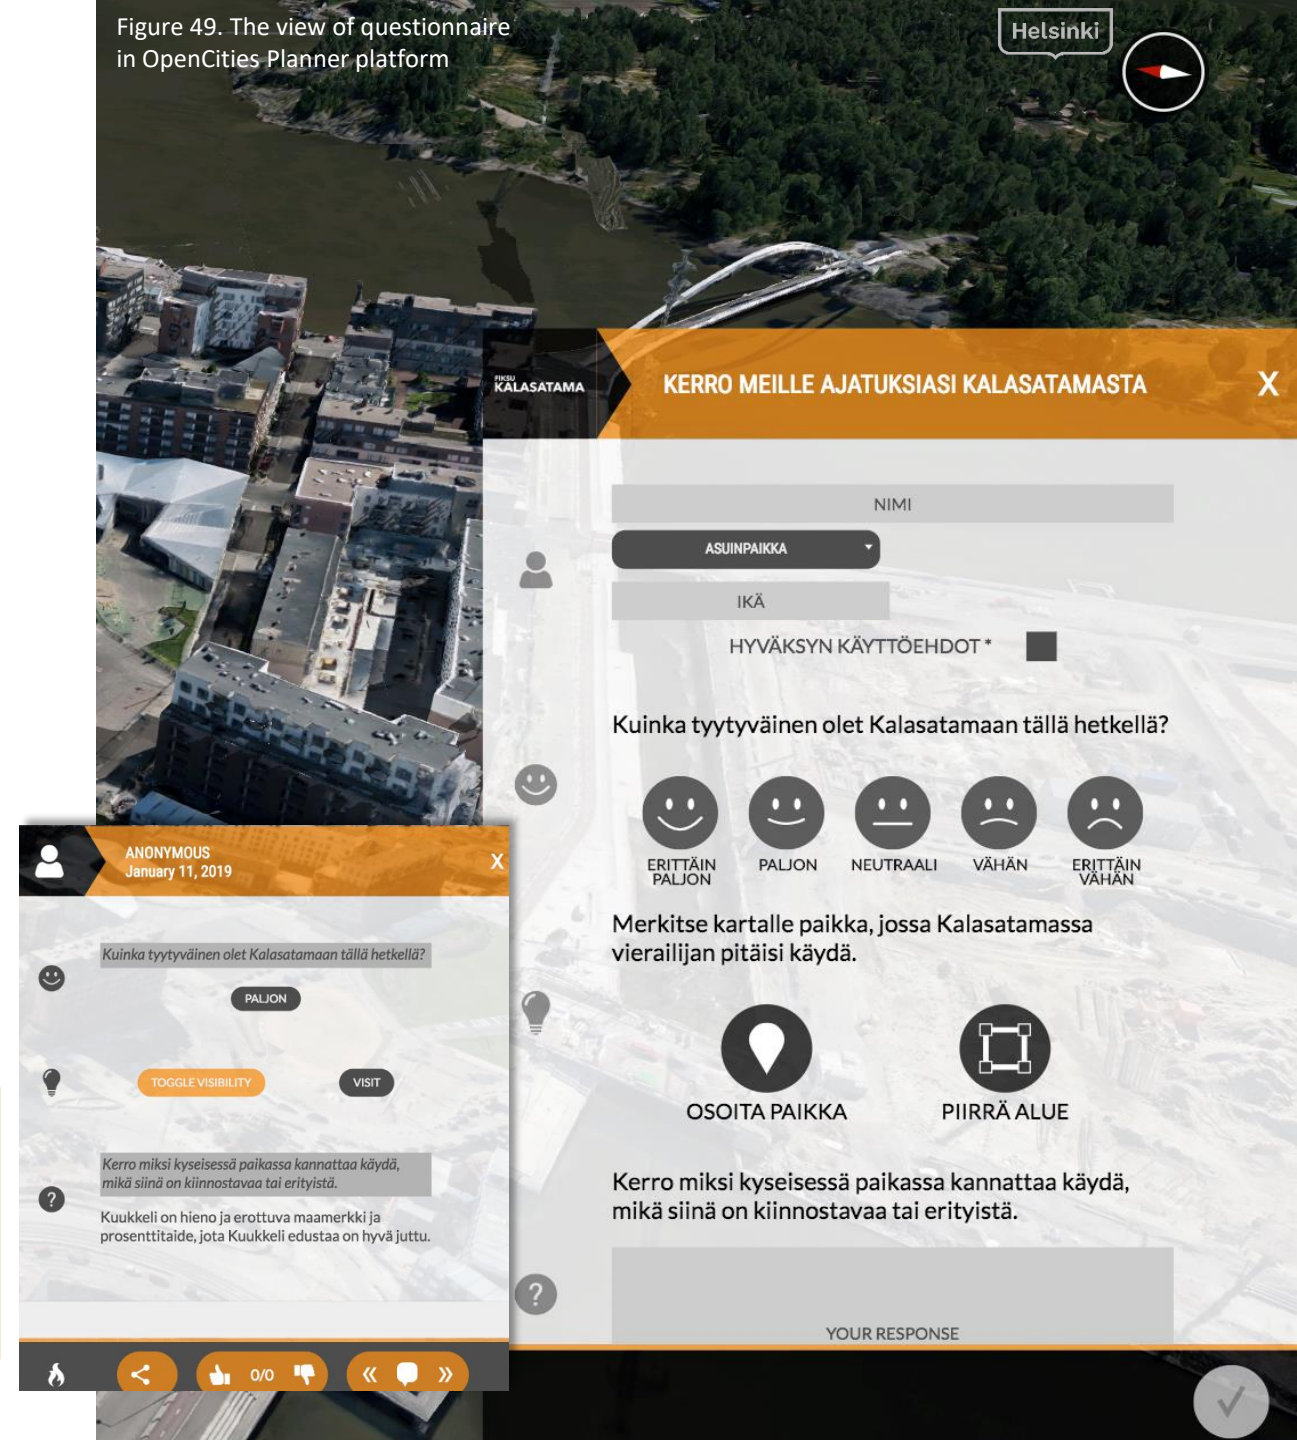 Figure 49. The view of questionnaire
in OpenCities Planner platform
Helsinki
FIKSU
KALASATAMA
KERRO MEILLE AJATUKSIASI KALASATAMASTA
X
NIMI
ASUINPAIKKA
IKÄ
HYVÄKSYN KÄYTTÖEHDOT *
Kuinka tyytyväinen olet Kalasatamaan tällä hetkellä?
ERITTÄIN
PALJON
PALJON
NEUTRAALI
VÄHÄN
ERITTÄIN
VÄHÄN
Merkitse kartalle paikka, jossa Kalasatamassa
vierailijan pitäisi käydä.
OSOITA PAIKKA
PIIRRÄ ALUE
Kerro miksi kyseisessä paikassa kannattaa käydä,
mikä siinä on kiinnostavaa tai erityistä.
?
YOUR RESPONSE
ANONYMOUS
January 11, 2019
X
Kuinka tyytyväinen olet Kalasatamaan tällä hetkellä?
PALJON
TOGGLE VISIBILITY
VISIT
Kerro miksi kyseisessä paikassa kannattaa käydä,
mikä siinä on kiinnostavaa tai erityistä.
?
Kuukkeli on hieno ja erottuva maamerkki ja
prosenttitaide, jota Kuukkeli edustaa on hyvä juttu.
0/0